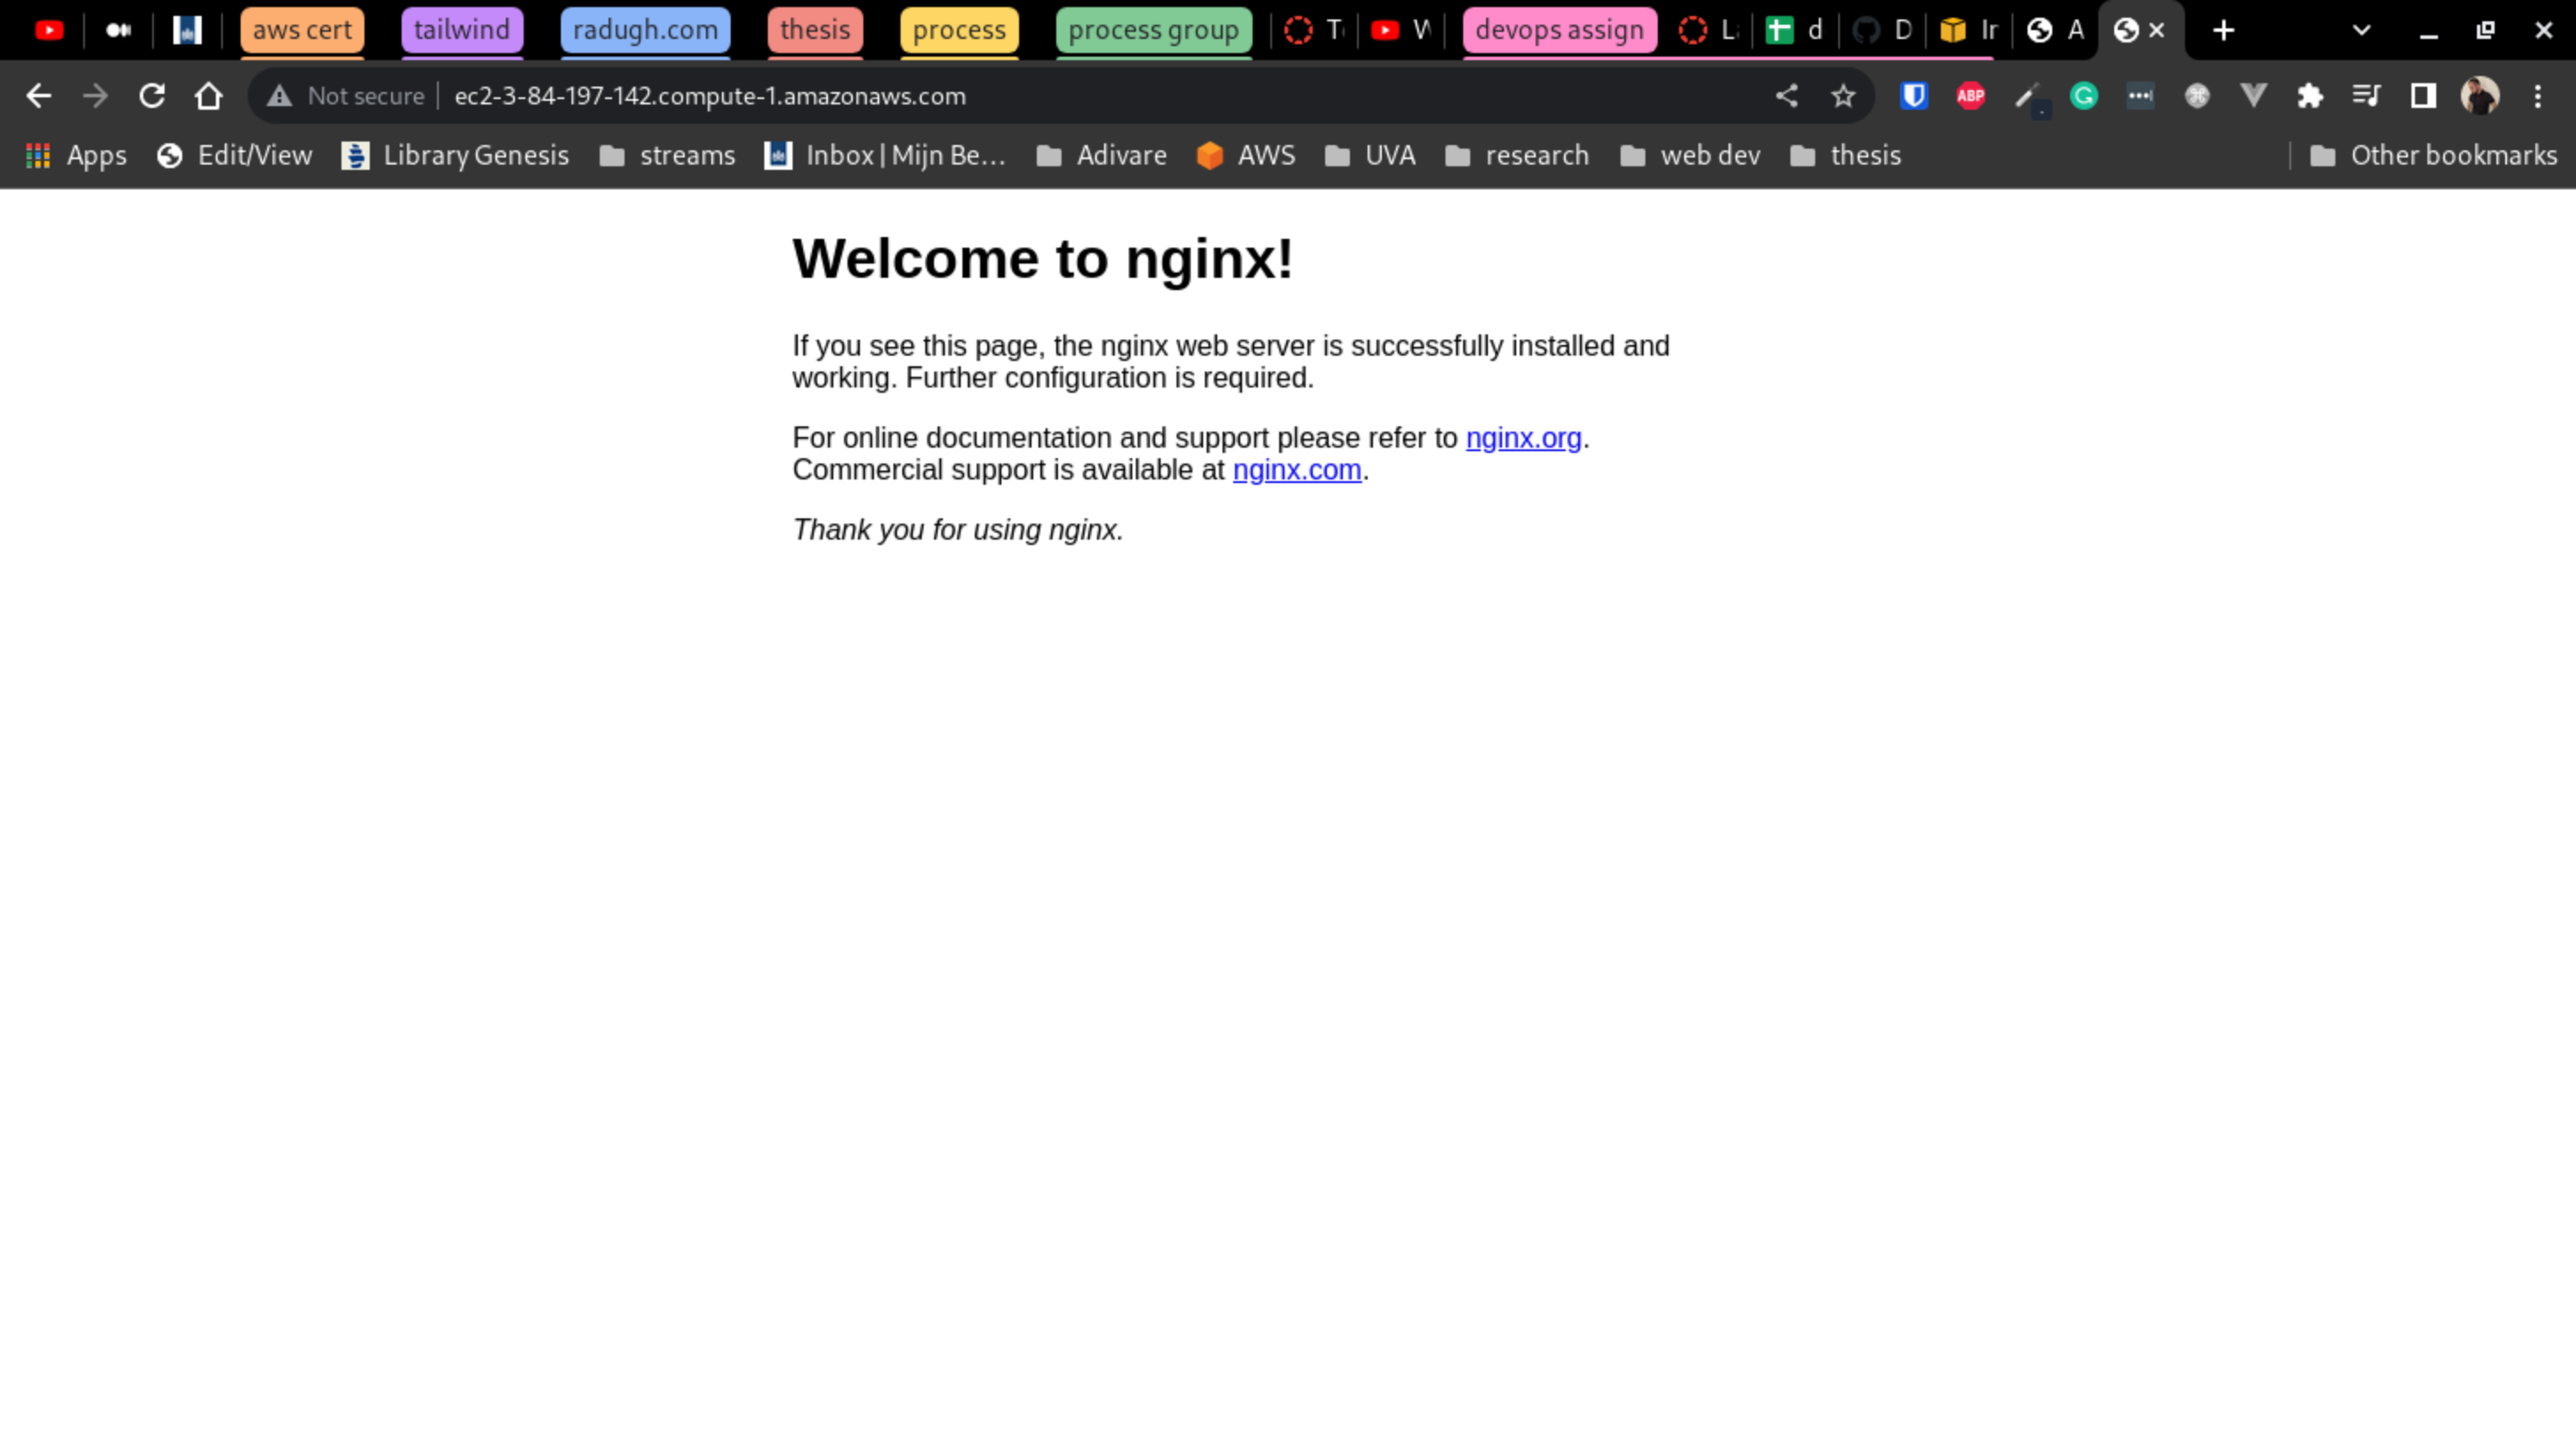 aws cert tailwind radugh.com thesis process process group T W devops assign L d D Ir A
Not secure ec2-3-84-197-142.compute-1.amazonaws.com ABP
Apps Edit/View Library Genesis streams Inbox | Mijn Be... Adivare AWS UVA research web dev thesis Other bookmarks
Welcome to nginx!
If you see this page, the nginx web server is successfully installed and
working. Further configuration is required.
For online documentation and support please refer to nginx.org.
Commercial support is available at nginx.com.
Thank you for using nginx.